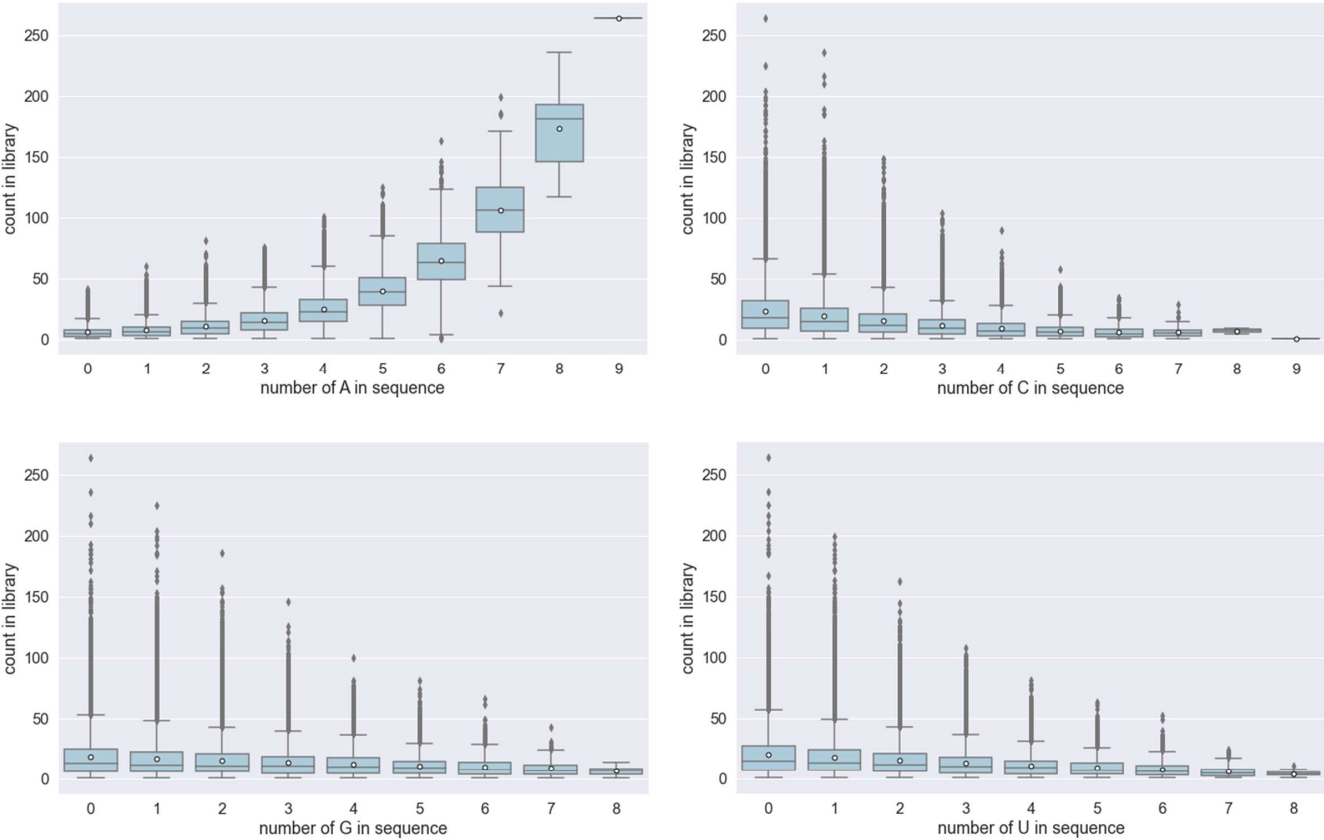 250
200
150
100
50
0
count in library
0 1 2 3 4 5 6 7 8 9
number of A in sequence
250
200
150
100
50
0
count in library
0 1 2 3 4 5 6 7 8 9
number of C in sequence
250
200
150
100
50
0
count in library
0 1 2 3 4 5 6 7 8
number of G in sequence
250
200
150
100
50
0
count in library
0 1 2 3 4 5 6 7 8
number of U in sequence